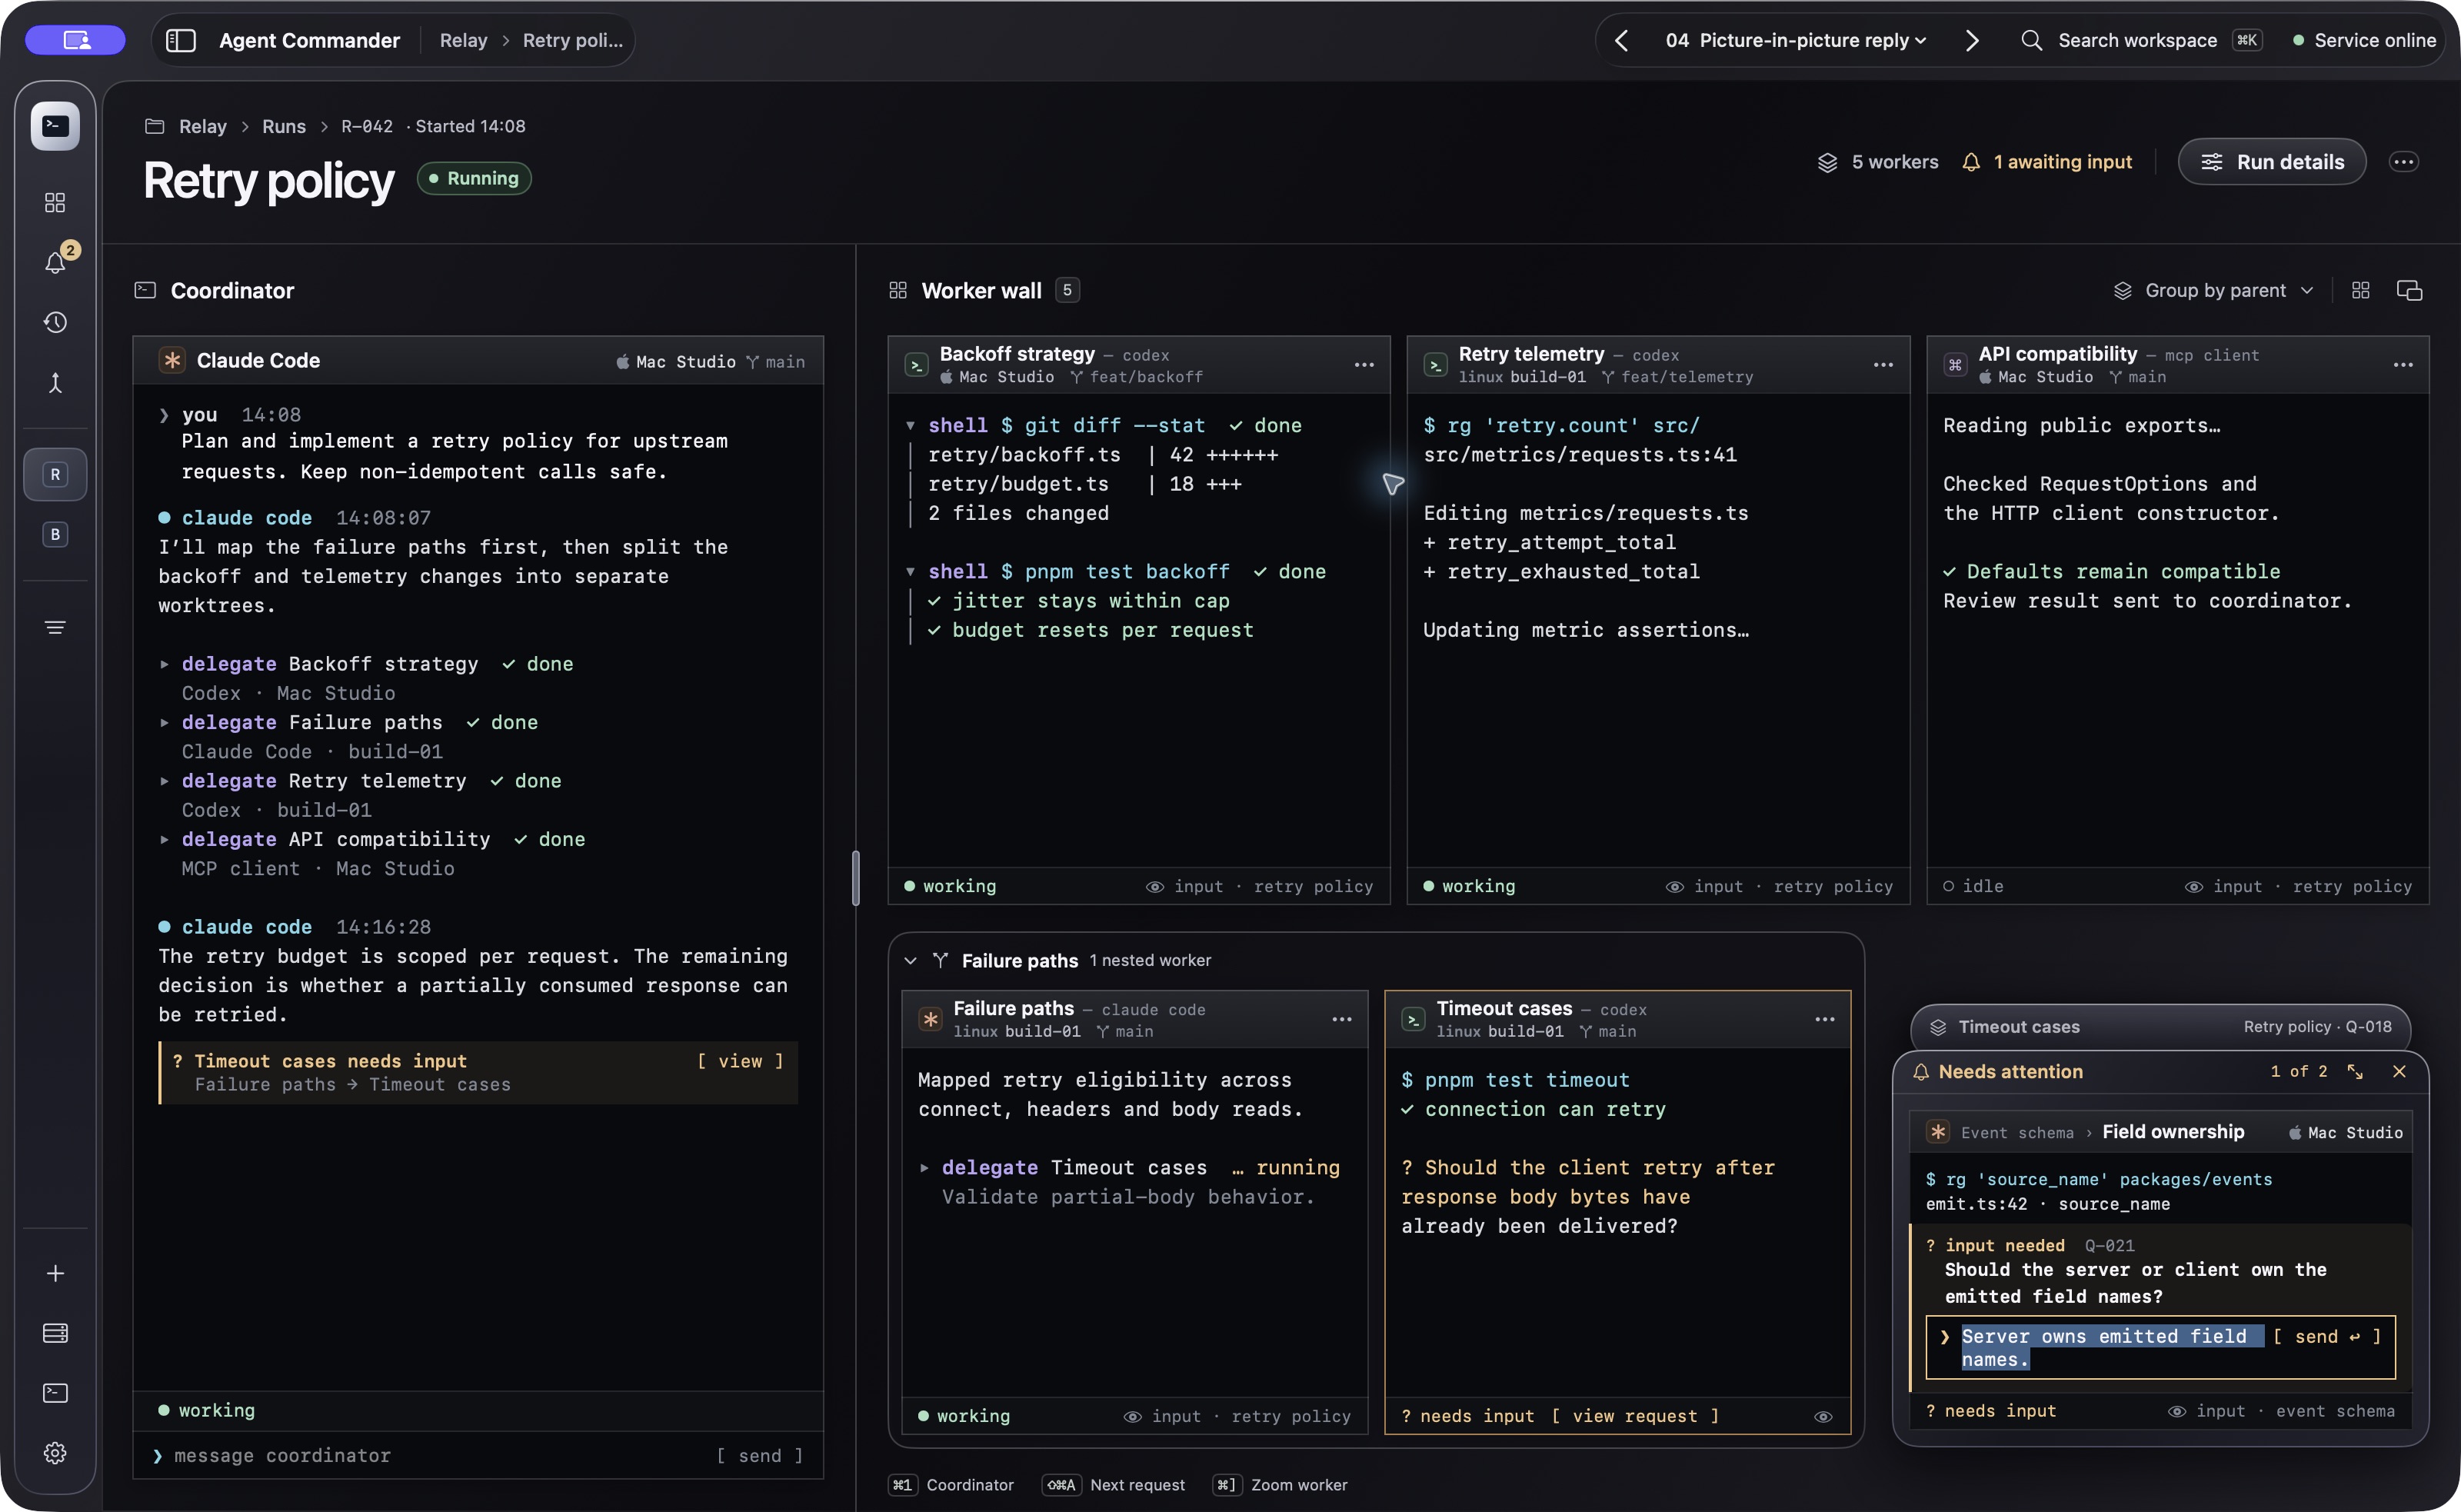 Agent Commander
Relay > Retry poli...
04 Picture-in-picture reply
Search workspace ⌘K
Service online
Relay > Runs > R-042 · Started 14:08
Retry policy
Running
5 workers
1 awaiting input
Run details
2
R
B
Coordinator
Claude Code
Mac Studio main
❯ you 14:08
Plan and implement a retry policy for upstream
requests. Keep non-idempotent calls safe.
claude code 14:08:07
I’ll map the failure paths first, then split the
backoff and telemetry changes into separate
worktrees.
▸ delegate Backoff strategy ✓ done
Codex · Mac Studio
▸ delegate Failure paths ✓ done
Claude Code · build-01
▸ delegate Retry telemetry ✓ done
Codex · build-01
▸ delegate API compatibility ✓ done
MCP client · Mac Studio
claude code 14:16:28
The retry budget is scoped per request. The remaining
decision is whether a partially consumed response can
be retried.
? Timeout cases needs input [ view ]
Failure paths → Timeout cases
working
❯ message coordinator [ send ]
Worker wall 5
Group by parent
Backoff strategy — codex
Mac Studio feat/backoff
▾ shell $ git diff --stat ✓ done
retry/backoff.ts | 42 ++++++
retry/budget.ts | 18 +++
2 files changed
▾ shell $ pnpm test backoff ✓ done
✓ jitter stays within cap
✓ budget resets per request
working
input · retry policy
Retry telemetry — codex
linux build-01 feat/telemetry
$ rg 'retry.count' src/
src/metrics/requests.ts:41
Editing metrics/requests.ts
+ retry_attempt_total
+ retry_exhausted_total
Updating metric assertions…
working
input · retry policy
API compatibility — mcp client
Mac Studio main
Reading public exports…
Checked RequestOptions and
the HTTP client constructor.
✓ Defaults remain compatible
Review result sent to coordinator.
idle
input · retry policy
Failure paths 1 nested worker
Failure paths — claude code
linux build-01 main
Mapped retry eligibility across
connect, headers and body reads.
▸ delegate Timeout cases … running
Validate partial-body behavior.
working
input · retry policy
Timeout cases — codex
linux build-01 main
$ pnpm test timeout
✓ connection can retry
? Should the client retry after
response body bytes have
already been delivered?
? needs input [ view request ]
Timeout cases
Retry policy · Q-018
Needs attention
1 of 2
Event schema › Field ownership
Mac Studio
$ rg 'source_name' packages/events
emit.ts:42 · source_name
? input needed Q-021
Should the server or client own the
emitted field names?
❯ Server owns emitted field [ send ↩ ]
names.
? needs input
input · event schema
⌘1 Coordinator
⇧⌘A Next request
⌘] Zoom worker